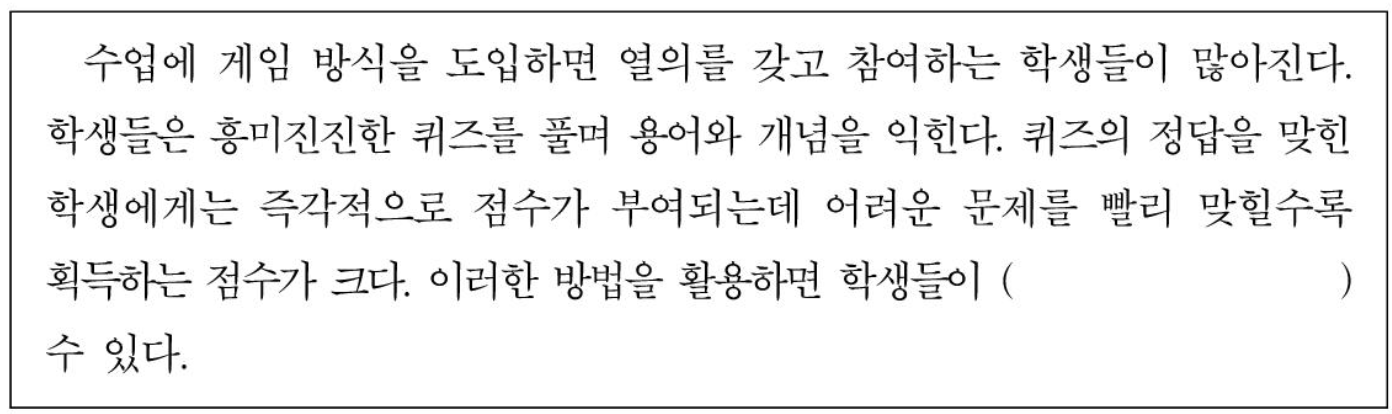 수업에 게임 방식을 도입하면 열의를 갖고 참여하는 학생들이 많아진다.
학생들은 흥미진진한 퀴즈를 풀며 용어와 개념을 익힌다. 퀴즈의 정답을 맞힌
학생에게는 즉각적으로 점수가 부여되는데 어려운 문제를 빨리 맞힐수록
획득하는 점수가 크다. 이러한 방법을 활용하면 학생들이 (                    )
수 있다.